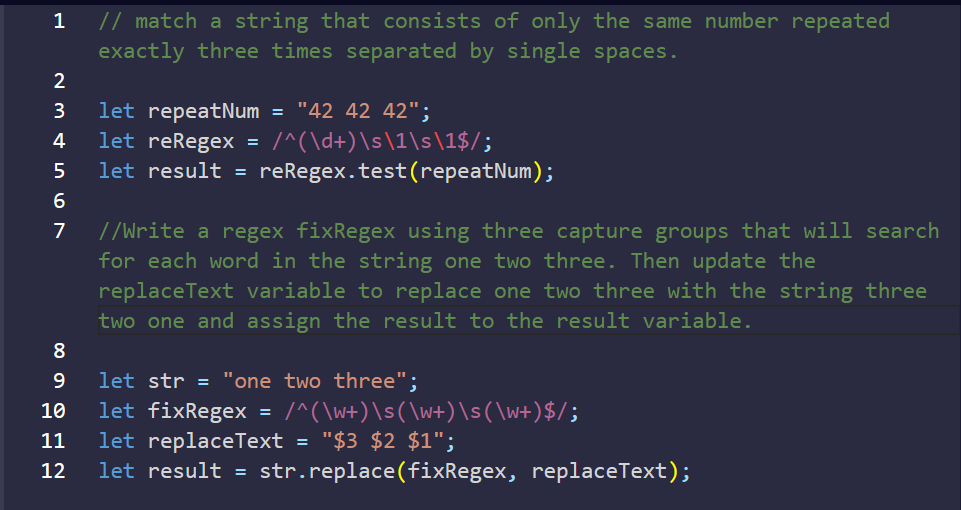 1 // match a string that consists of only the same number repeated
exactly three times separated by single spaces.
2
3 let repeatNum = "42 42 42";
4 let reRegex = /^(\d+)\s\1\s\1$/;
5 let result = reRegex.test(repeatNum);
6
7 //Write a regex fixRegex using three capture groups that will search
for each word in the string one two three. Then update the
replaceText variable to replace one two three with the string three
two one and assign the result to the result variable.
8
9 let str = "one two three";
10 let fixRegex = /^(\w+)\s(\w+)\s(\w+)$/;
11 let replaceText = "$3 $2 $1";
12 let result = str.replace(fixRegex, replaceText);